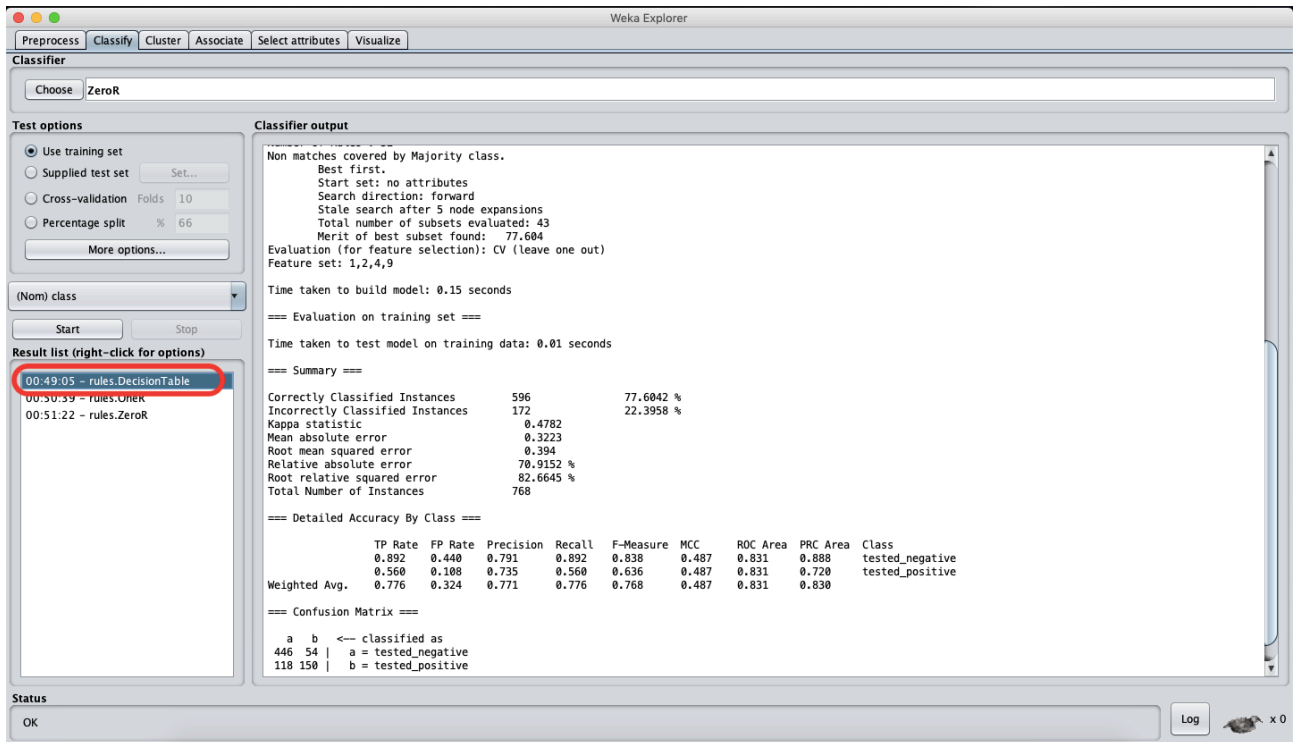 Weka Explorer
Preprocess Classify Cluster Associate Select attributes Visualize
Classifier
Choose ZeroR
Test options
Use training set
Supplied test set Set...
Cross-validation Folds 10
Percentage split % 66
More options...
(Nom) class
Start Stop
Result list (right-click for options)
00:49:05 - rules.DecisionTable
00:50:39 - rules.OneR
00:51:22 - rules.ZeroR
Classifier output
Non matches covered by Majority class.
Best first.
Start set: no attributes
Search direction: forward
Stale search after 5 node expansions
Total number of subsets evaluated: 43
Merit of best subset found: 77.604
Evaluation (for feature selection): CV (leave one out)
Feature set: 1,2,4,9
Time taken to build model: 0.15 seconds
=== Evaluation on training set ===
Time taken to test model on training data: 0.01 seconds
=== Summary ===
Correctly Classified Instances 596 77.6042 %
Incorrectly Classified Instances 172 22.3958 %
Kappa statistic 0.4782
Mean absolute error 0.3223
Root mean squared error 0.394
Relative absolute error 70.9152 %
Root relative squared error 82.6645 %
Total Number of Instances 768
=== Detailed Accuracy By Class ===
TP Rate FP Rate Precision Recall F-Measure MCC ROC Area PRC Area Class
0.892 0.440 0.791 0.892 0.838 0.487 0.831 0.888 tested_negative
0.560 0.108 0.735 0.560 0.636 0.487 0.831 0.720 tested_positive
Weighted Avg. 0.776 0.324 0.771 0.776 0.768 0.487 0.831 0.830
=== Confusion Matrix ===
a b <-- classified as
446 54 | a = tested_negative
118 150 | b = tested_positive
Status
OK
Log x 0